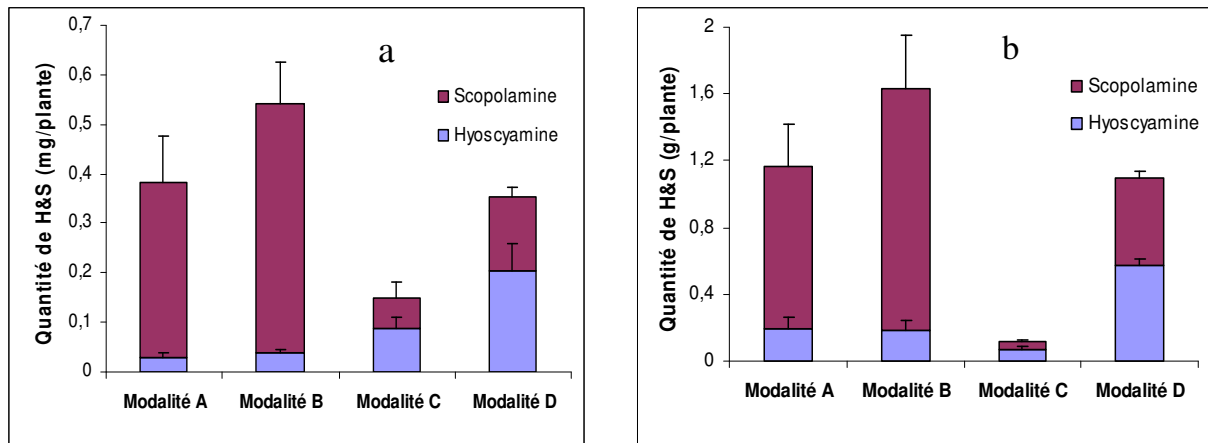 Quantité de H&S (mg/plante)
0,7
0,6
0,5
0,4
0,3
0,2
0,1
0
a
Scopolamine
Hyoscyamine
Modalité A Modalité B Modalité C Modalité D
Quantité de H&S (g/plante)
2
1,6
1,2
0,8
0,4
0
b
Scopolamine
Hyoscyamine
Modalité A Modalité B Modalité C Modalité D